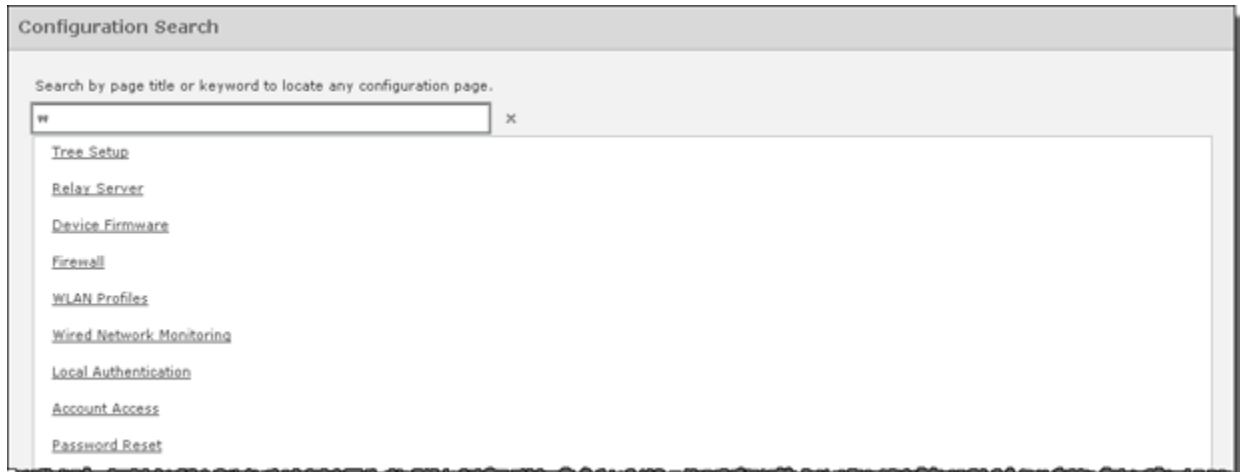 Configuration Search
Search by page title or keyword to locate any configuration page.
w
×
Tree Setup
Relay Server
Device Firmware
Firewall
WLAN Profiles
Wired Network Monitoring
Local Authentication
Account Access
Password Reset